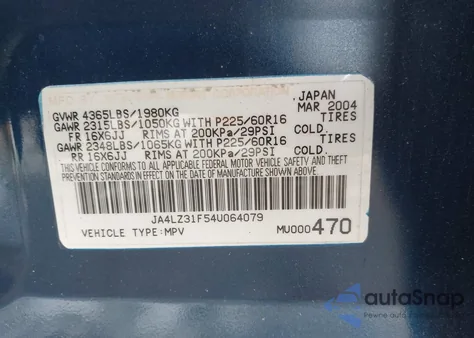 JAPAN
GVWR 4365LBS/1980KG MAR 2004
GAWR 2315LBS/1050KG WITH P225/60R16 TIRES
FR 16X6JJ RIMS AT 200KPa/29PSI COLD.
GAWR 2348LBS/1065KG WITH P225/60R16 TIRES
RR 16X6JJ RIMS AT 200KPa/29PSI COLD.
THIS VEHICLE CONFORMS TO ALL APPLICABLE FEDERAL MOTOR VEHICLE SAFETY AND
THEFT PREVENTION STANDARDS IN EFFECT ON THE DATE OF MANUFACTURE SHOWN
ABOVE.
JA4LZ31F54U064079
VEHICLE TYPE:MPV MU000470
autoSnap
Pewne auto z